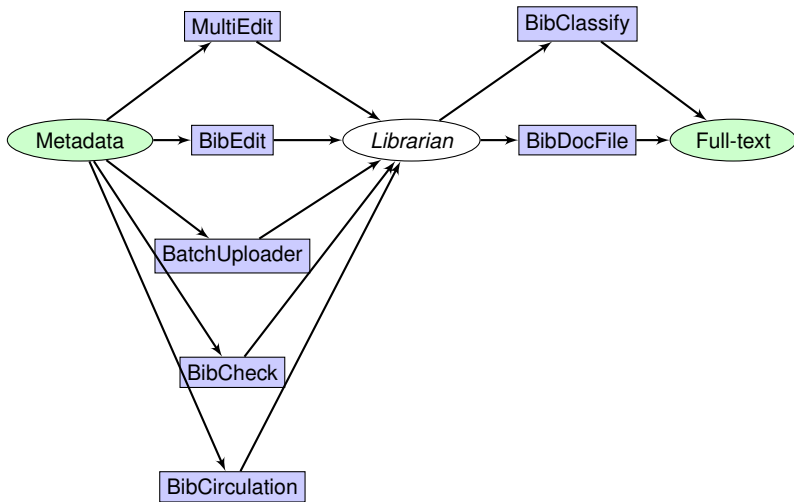 MultiEdit
BibClassify
Metadata
BibEdit
Librarian
BibDocFile
Full-text
BatchUploader
BibCheck
BibCirculation